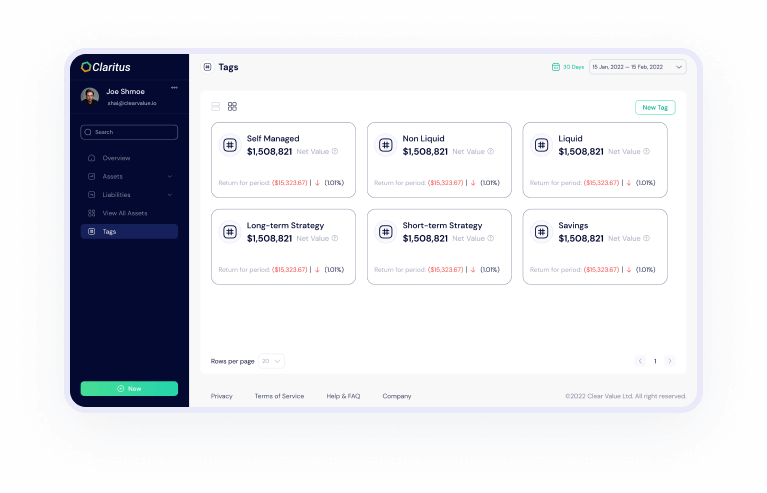 Claritus
Joe Shmoe
shai@clearvalue.io
Search
Overview
Assets
Liabilities
View All Assets
Tags
New
Tags
30 Days
15 Jan, 2022 — 15 Feb, 2022
New Tag
Self Managed
$1,508,821 Net Value
Return for period: ($15,323.67) | ↓ (1.01%)
Non Liquid
$1,508,821 Net Value
Return for period: ($15,323.67) | ↓ (1.01%)
Liquid
$1,508,821 Net Value
Return for period: ($15,323.67) | ↓ (1.01%)
Long-term Strategy
$1,508,821 Net Value
Return for period: ($15,323.67) | ↓ (1.01%)
Short-term Strategy
$1,508,821 Net Value
Return for period: ($15,323.67) | ↓ (1.01%)
Savings
$1,508,821 Net Value
Return for period: ($15,323.67) | ↓ (1.01%)
Rows per page 20
1
Privacy Terms of Service Help & FAQ Company ©2022 Clear Value Ltd. All right reserved.